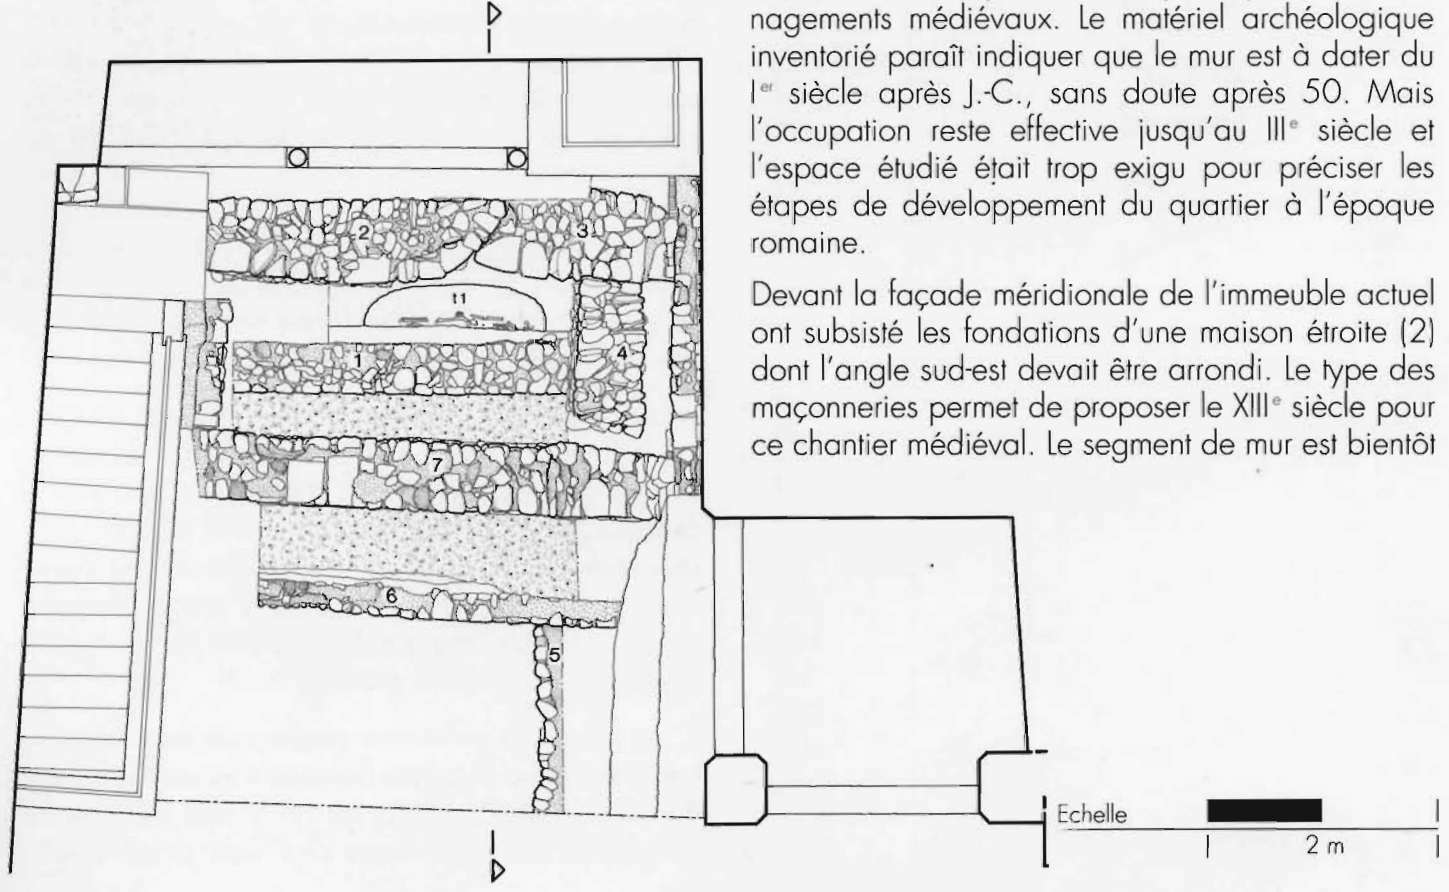 nagements médiévaux. Le matériel archéologique
inventorié paraît indiquer que le mur est à dater du
Ier siècle après J.-C., sans doute après 50. Mais
l'occupation reste effective jusqu'au IIIe siècle et
l'espace étudié était trop exigu pour préciser les
étapes de développement du quartier à l'époque
romaine.
Devant la façade méridionale de l'immeuble actuel
ont subsisté les fondations d'une maison étroite (2)
dont l'angle sud-est devait être arrondi. Le type des
maçonneries permet de proposer le XIIIe siècle pour
ce chantier médiéval. Le segment de mur est bientôt
2
3
t1
1
4
7
6
5
Echelle
2 m